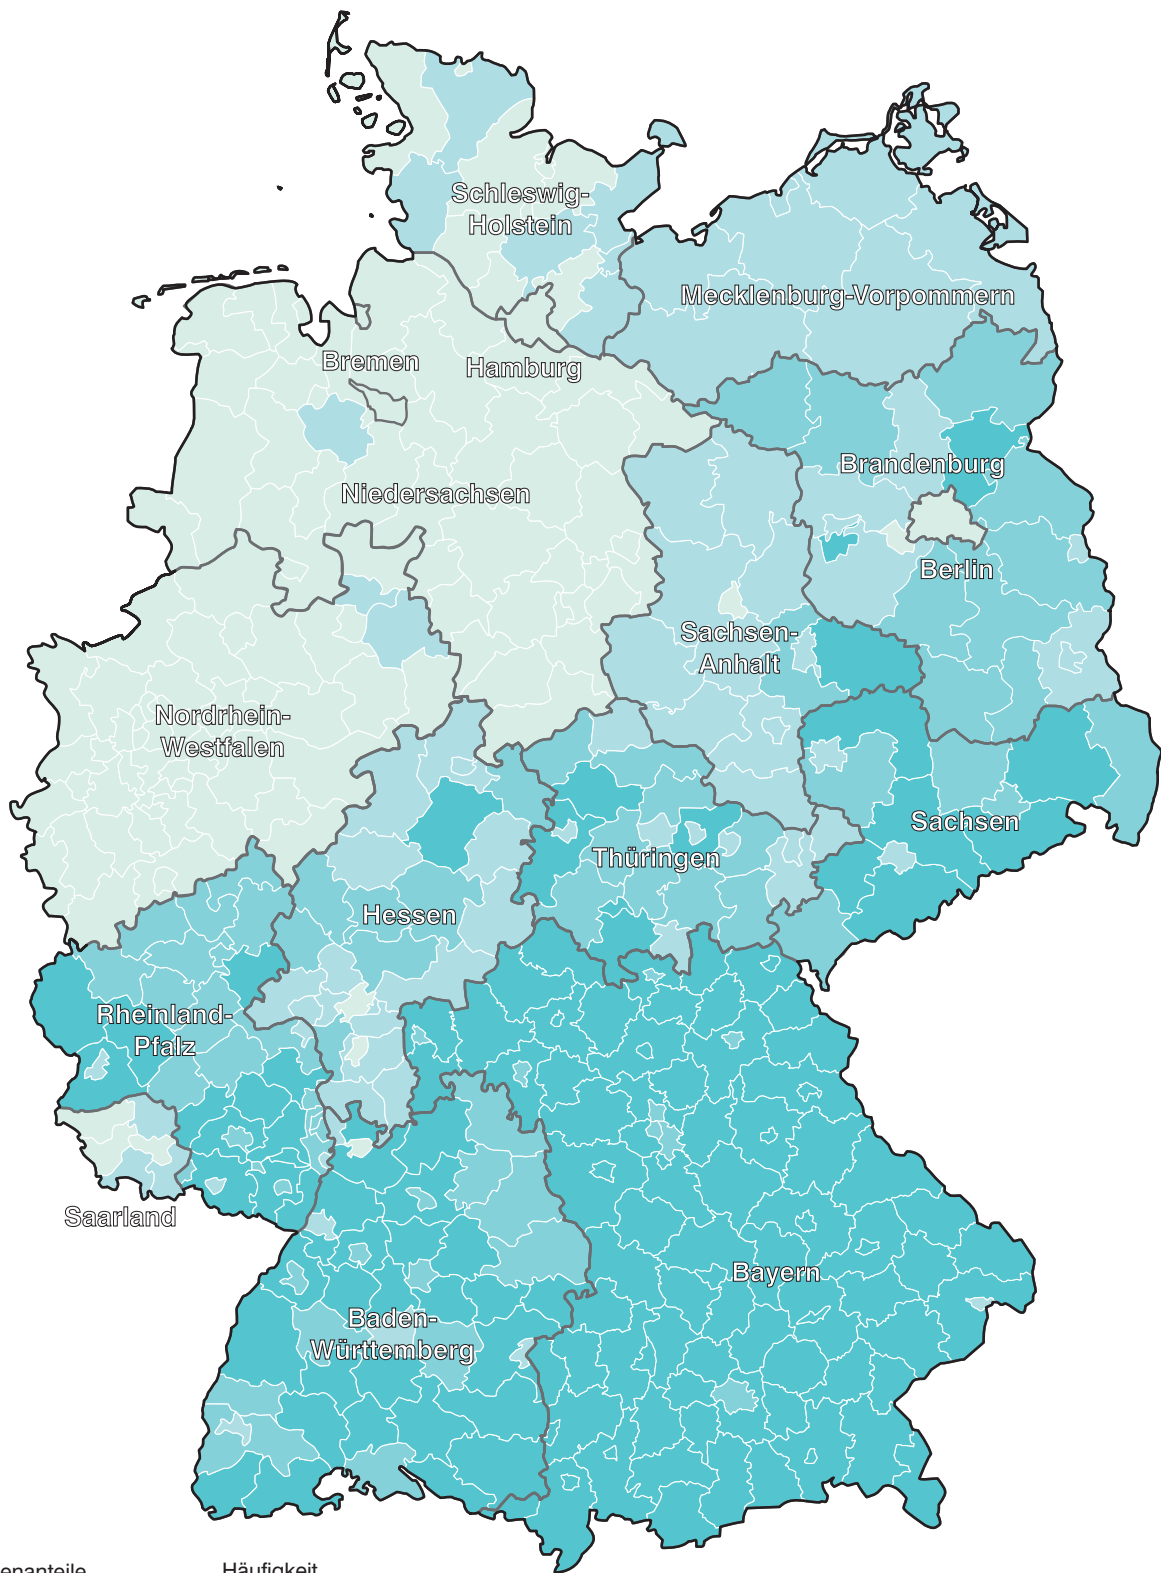 Schleswig-
Holstein
Mecklenburg-Vorpommern
Bremen
Hamburg
Brandenburg
Niedersachsen
Berlin
Sachsen-
Anhalt
Nordrhein-
Westfalen
Sachsen
Thüringen
Hessen
Rheinland-
Pfalz
Saarland
Bayern
Baden-
Württemberg
enanteile
Häufigkeit